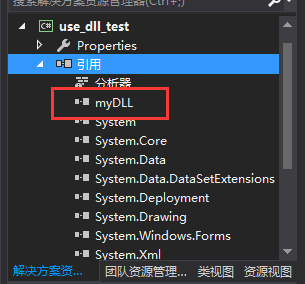 搜索解决方案资源管理器(Ctrl+;)
C# use_dll_test
Properties
引用
分析器
myDLL
System
System.Core
System.Data
System.Data.DataSetExtensions
System.Deployment
System.Drawing
System.Windows.Forms
System.Xml
解决方案资... 团队资源管理... 类视图 资源视图